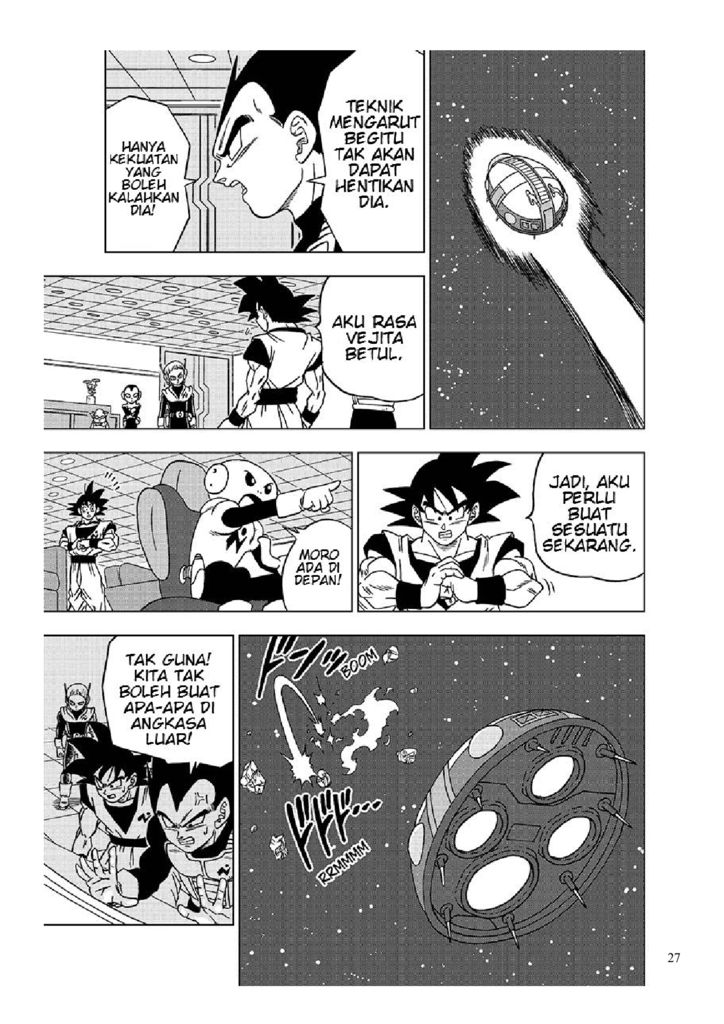 TEKNIK
MENGARUT
BEGITU
TAK AKAN
DAPAT
HENTIKAN
DIA.
HANYA
KEKUATAN
YANG
BOLEH
KALAHKAN
DIA!
AKU RASA
VEJITA
BETUL.
JADI, AKU
PERLU
BUAT
SESUATU
SEKARANG.
MORO
ADA DI
DEPAN!
ドドンッ
BOOM
ドドド...
RRMMMM
TAK GUNA!
KITA TAK
BOLEH BUAT
APA-APA DI
ANGKASA
LUAR!
27